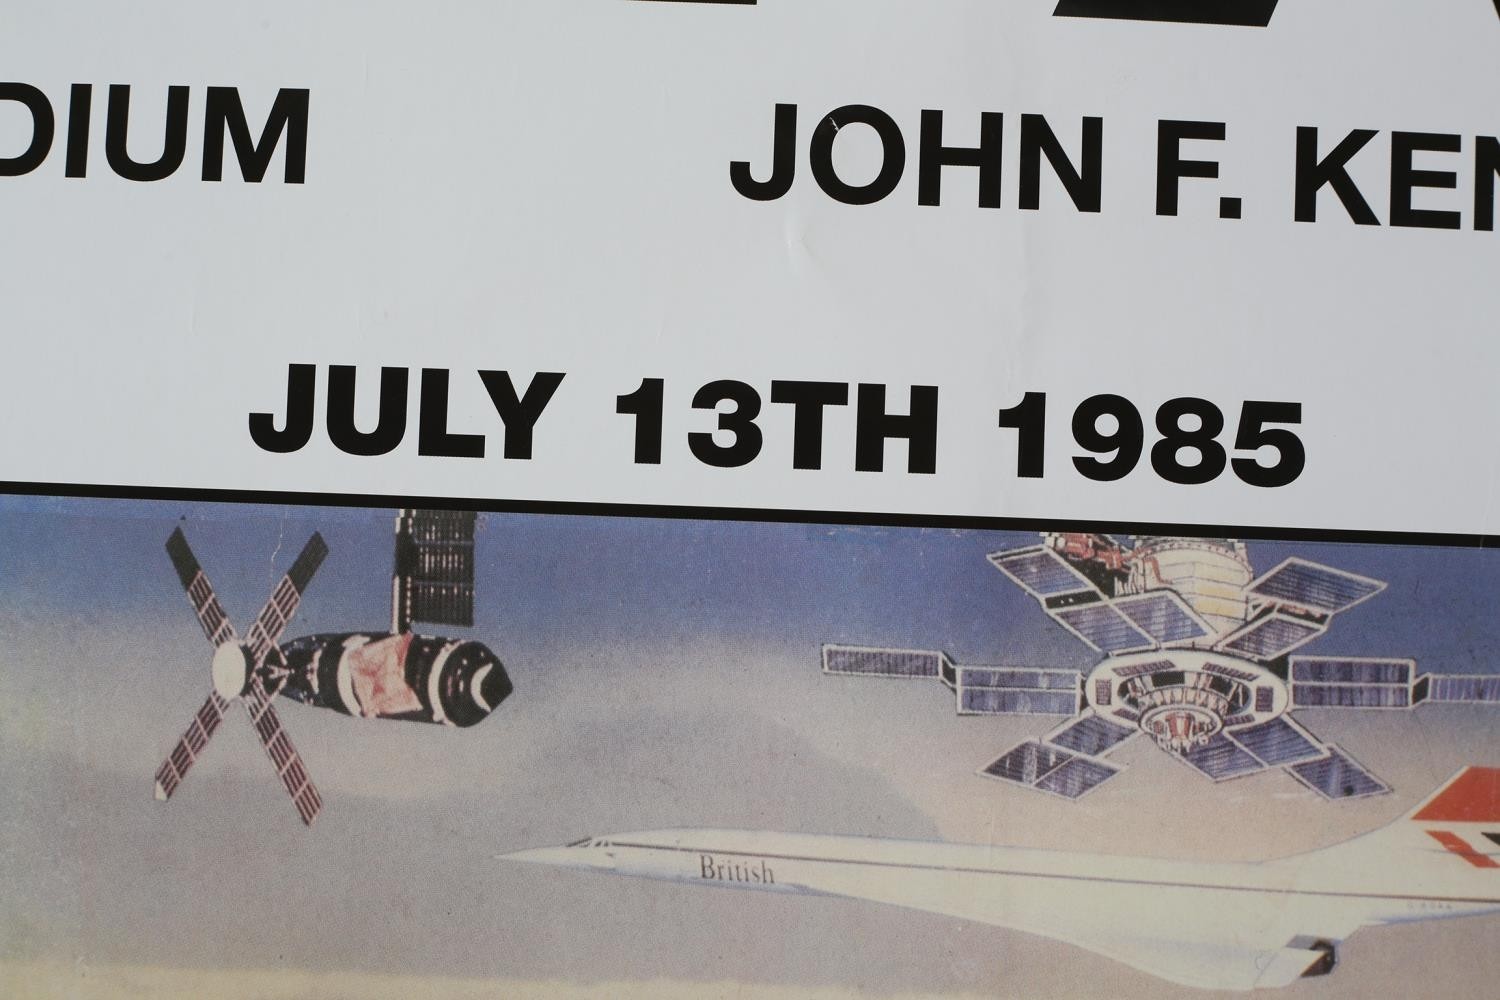 DIUM JOHN F. KEN
JULY 13TH 1985
British